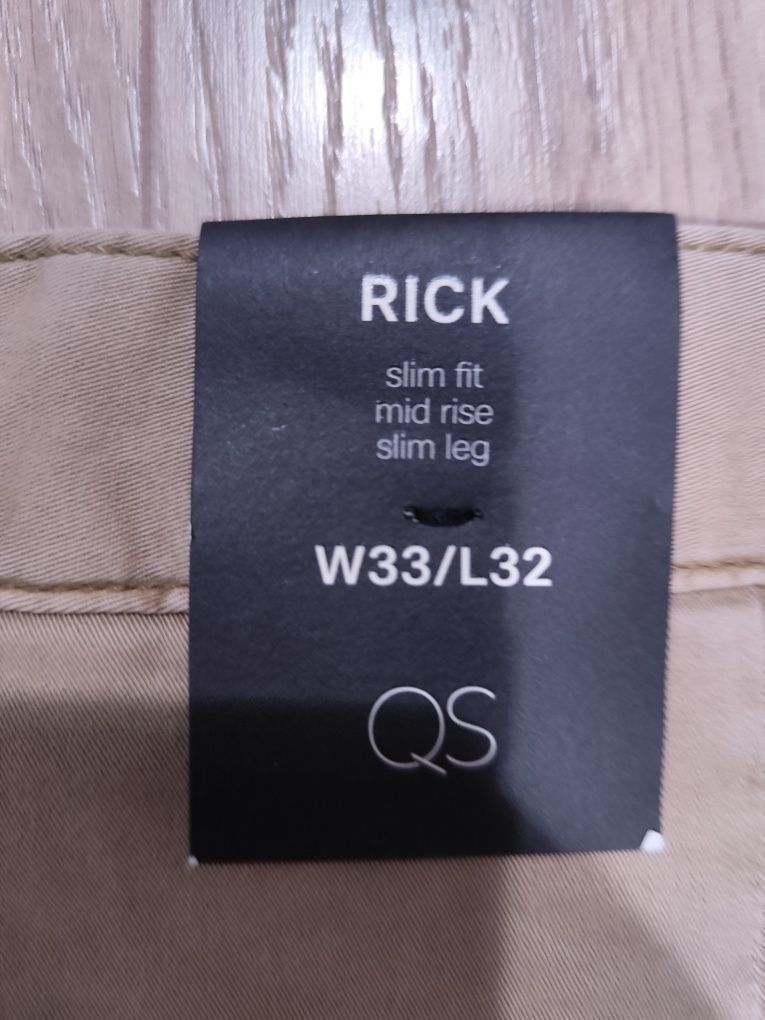 RICK
slim fit
mid rise
slim leg
W33/L32
QS